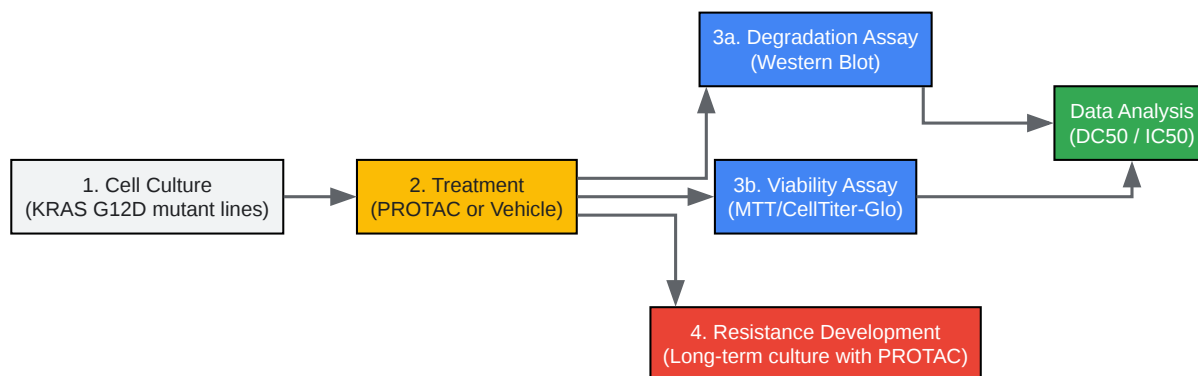 1. Cell Culture
(KRAS G12D mutant lines)
2. Treatment
(PROTAC or Vehicle)
3a. Degradation Assay
(Western Blot)
3b. Viability Assay
(MTT/CellTiter-Glo)
4. Resistance Development
(Long-term culture with PROTAC)
Data Analysis
(DC50 / IC50)